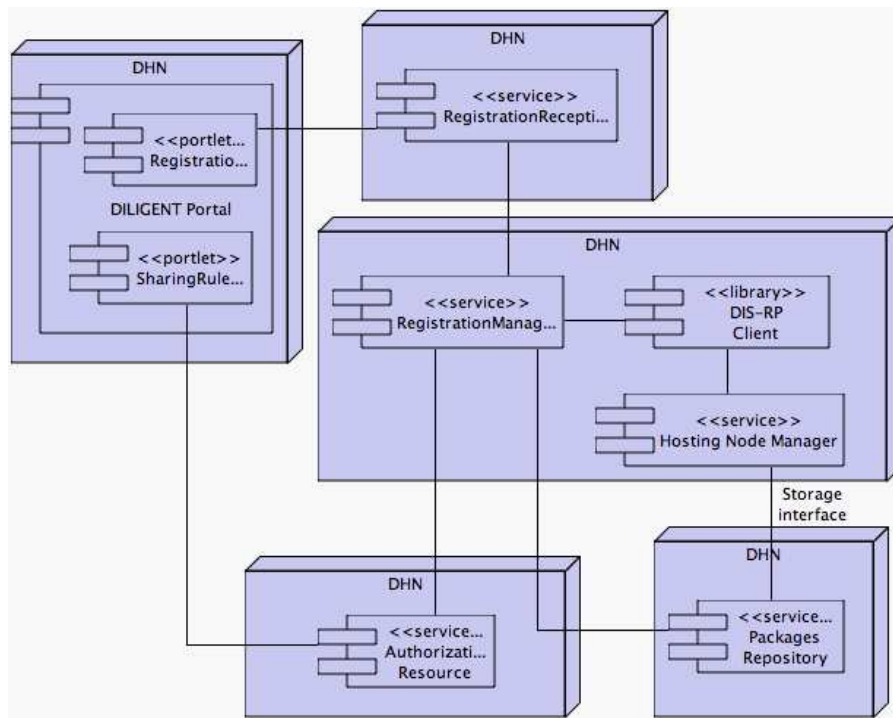 DHN
<<portlet...
Registratio...
DILIGENT Portal
<<portlet>>
SharingRule...
DHN
<<service>>
RegistrationRecepti...
DHN
<<service>>
RegistrationManag...
<<library>>
DIS-RP
Client
<<service>>
Hosting Node Manager
Storage
interface
DHN
<<service...
Authorizati...
Resource
DHN
<<service...
Packages
Repository